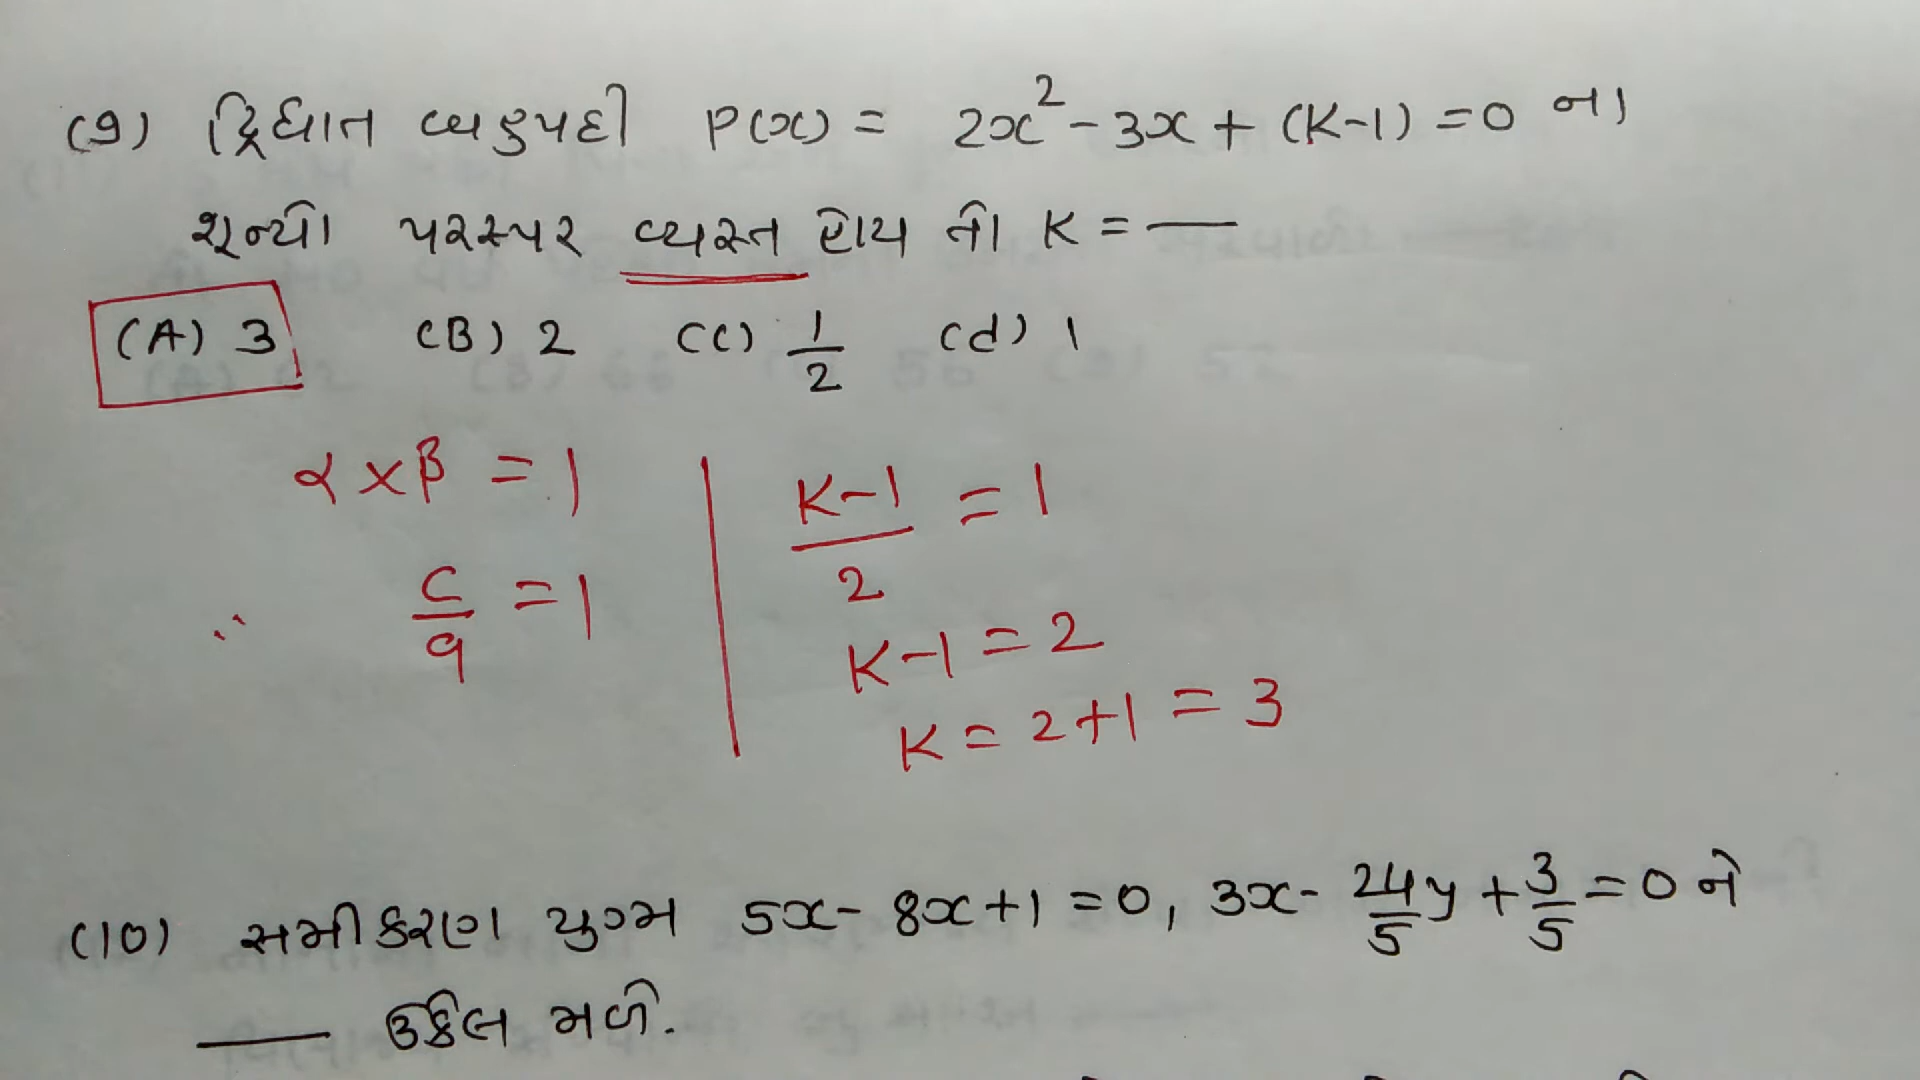 (9) દ્વિઘાત બહુપદી P(x) = 2x² - 3x + (K-1) = 0 ના
શૂન્યો પરસ્પર વ્યસ્ત હોય તો K = —
(A) 3 (B) 2 (C) 1/2 (d) 1
α × β = 1
c/a = 1
(K-1)/2 = 1
K-1 = 2
K = 2+1 = 3
(10) સમીકરણ યુગ્મ 5x - 8x + 1 = 0, 3x - 24/5 y + 3/5 = 0 ને
— ઉકેલ મળે.